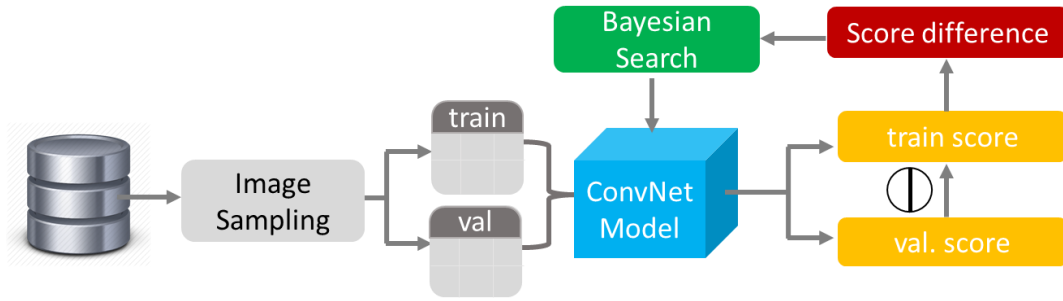 Bayesian
Search
Score difference
train
train score
Image
Sampling
ConvNet
Model
val
val. score